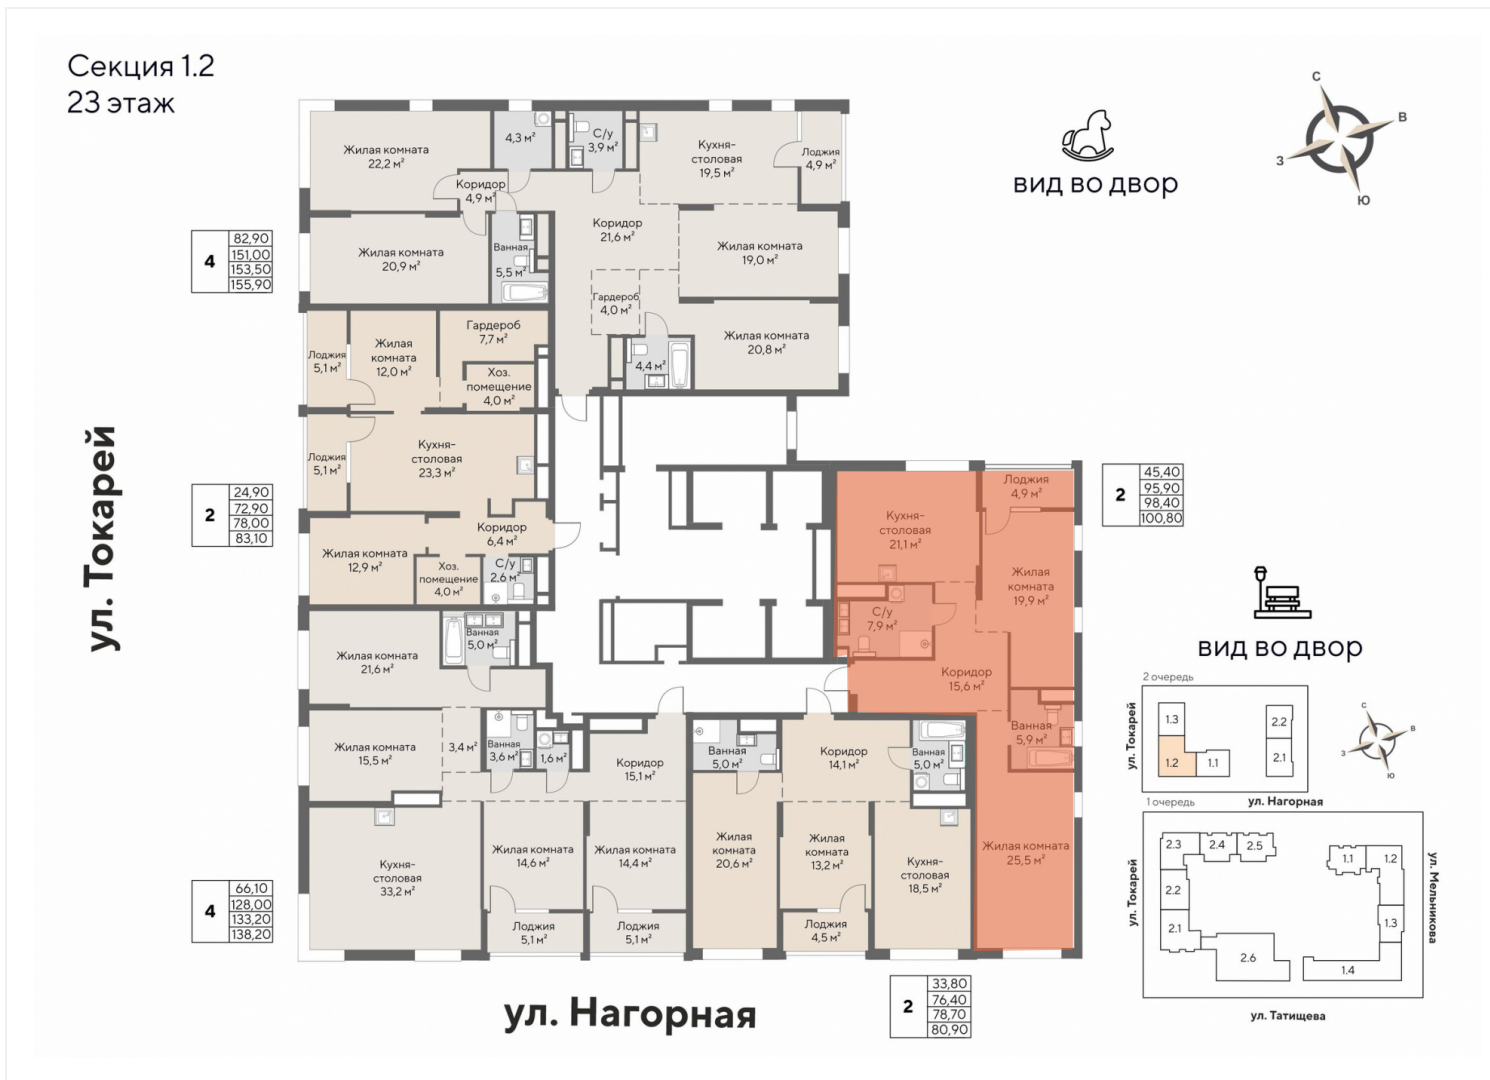 Секция 1.2
23 этаж
С
В
З
Ю
вид во двор
Жилая комната
22,2 м²
4,3 м²
С/у
3,9 м²
Кухня-
столовая
19,5 м²
Лоджия
4,9 м²
Коридор
4,9 м²
Коридор
21,6 м²
Жилая комната
20,9 м²
Ванная
5,5 м²
Жилая комната
19,0 м²
Гардероб
4,0 м²
Жилая комната
20,8 м²
4,4 м²
4
82,90
151,00
153,50
155,90
Лоджия
5,1 м²
Жилая
комната
12,0 м²
Гардероб
7,7 м²
Хоз.
помещение
4,0 м²
Лоджия
5,1 м²
Кухня-
столовая
23,3 м²
Коридор
6,4 м²
Жилая комната
12,9 м²
Хоз.
помещение
4,0 м²
С/у
2,6 м²
2
24,90
72,90
78,00
83,10
ул. Токарей
Кухня-
столовая
21,1 м²
Лоджия
4,9 м²
Жилая
комната
19,9 м²
С/у
7,9 м²
Коридор
15,6 м²
Ванная
5,9 м²
Жилая комната
25,5 м²
2
45,40
95,90
98,40
100,80
вид во двор
Жилая комната
21,6 м²
Ванная
5,0 м²
Жилая комната
15,5 м²
3,4 м²
Ванная
3,6 м²
1,6 м²
Коридор
15,1 м²
Кухня-
столовая
33,2 м²
Жилая комната
14,6 м²
Жилая комната
14,4 м²
Лоджия
5,1 м²
Лоджия
5,1 м²
4
66,10
128,00
133,20
138,20
Ванная
5,0 м²
Коридор
14,1 м²
Ванная
5,0 м²
Жилая
комната
20,6 м²
Жилая
комната
13,2 м²
Кухня-
столовая
18,5 м²
Лоджия
4,5 м²
2
33,80
76,40
78,70
80,90
ул. Нагорная
2 очередь
ул. Токарей
1.3
1.2
1.1
2.2
2.1
ул. Нагорная
С
В
З
Ю
1 очередь
ул. Токарей
2.3
2.4
2.5
2.2
2.1
2.6
1.1
1.2
1.3
1.4
ул. Мельникова
ул. Татищева